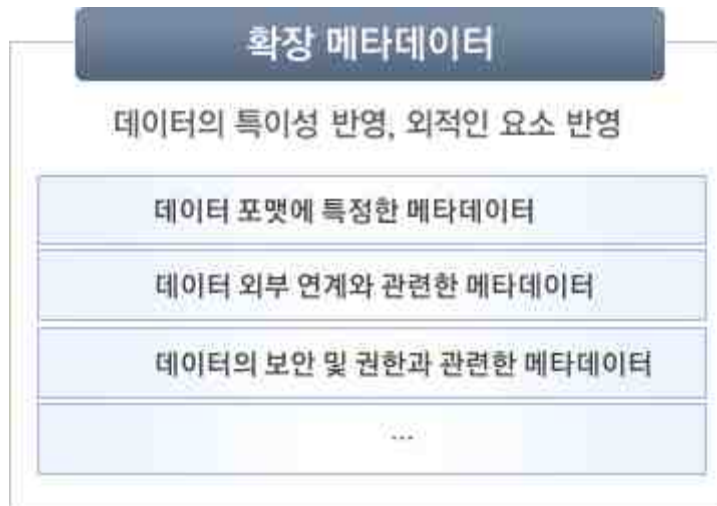 확장 메타데이터
데이터의 특이성 반영, 외적인 요소 반영
데이터 포맷에 특정한 메타데이터
데이터 외부 연계와 관련한 메타데이터
데이터의 보안 및 권한과 관련한 메타데이터
...